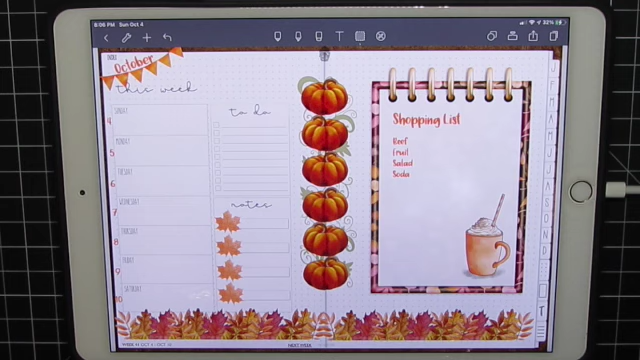 8:06 PM Sun Oct 4
32%
October
this week
to do
SUNDAY
4
MONDAY
5
TUESDAY
6
WEDNESDAY
7
THURSDAY
8
FRIDAY
9
SATURDAY
10
notes
Shopping List
Beef
Fruit
Salad
Soda
J
F
M
A
M
J
J
A
S
O
N
D
NEXT WEEK